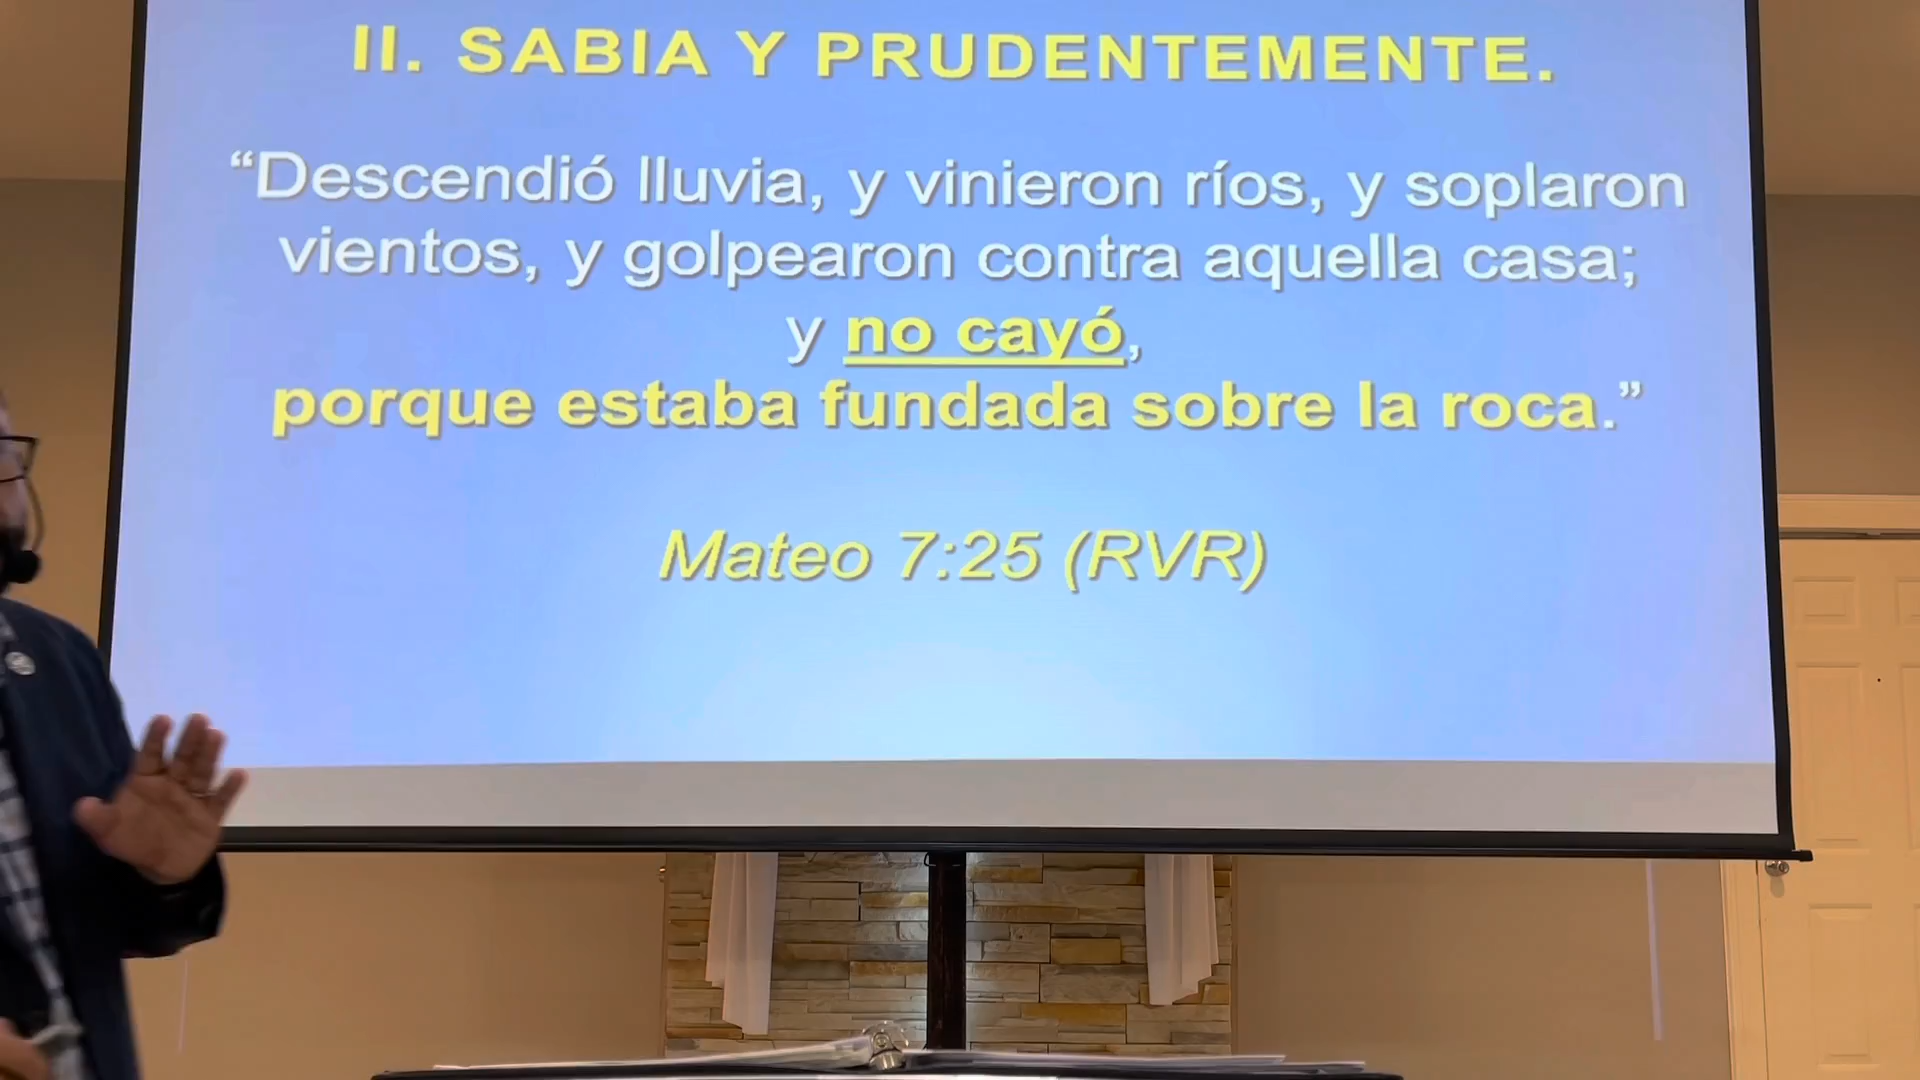 II. SABIA Y PRUDENTEMENTE.
“Descendió lluvia, y vinieron ríos, y soplaron
vientos, y golpearon contra aquella casa;
y no cayó,
porque estaba fundada sobre la roca.”
Mateo 7:25 (RVR)